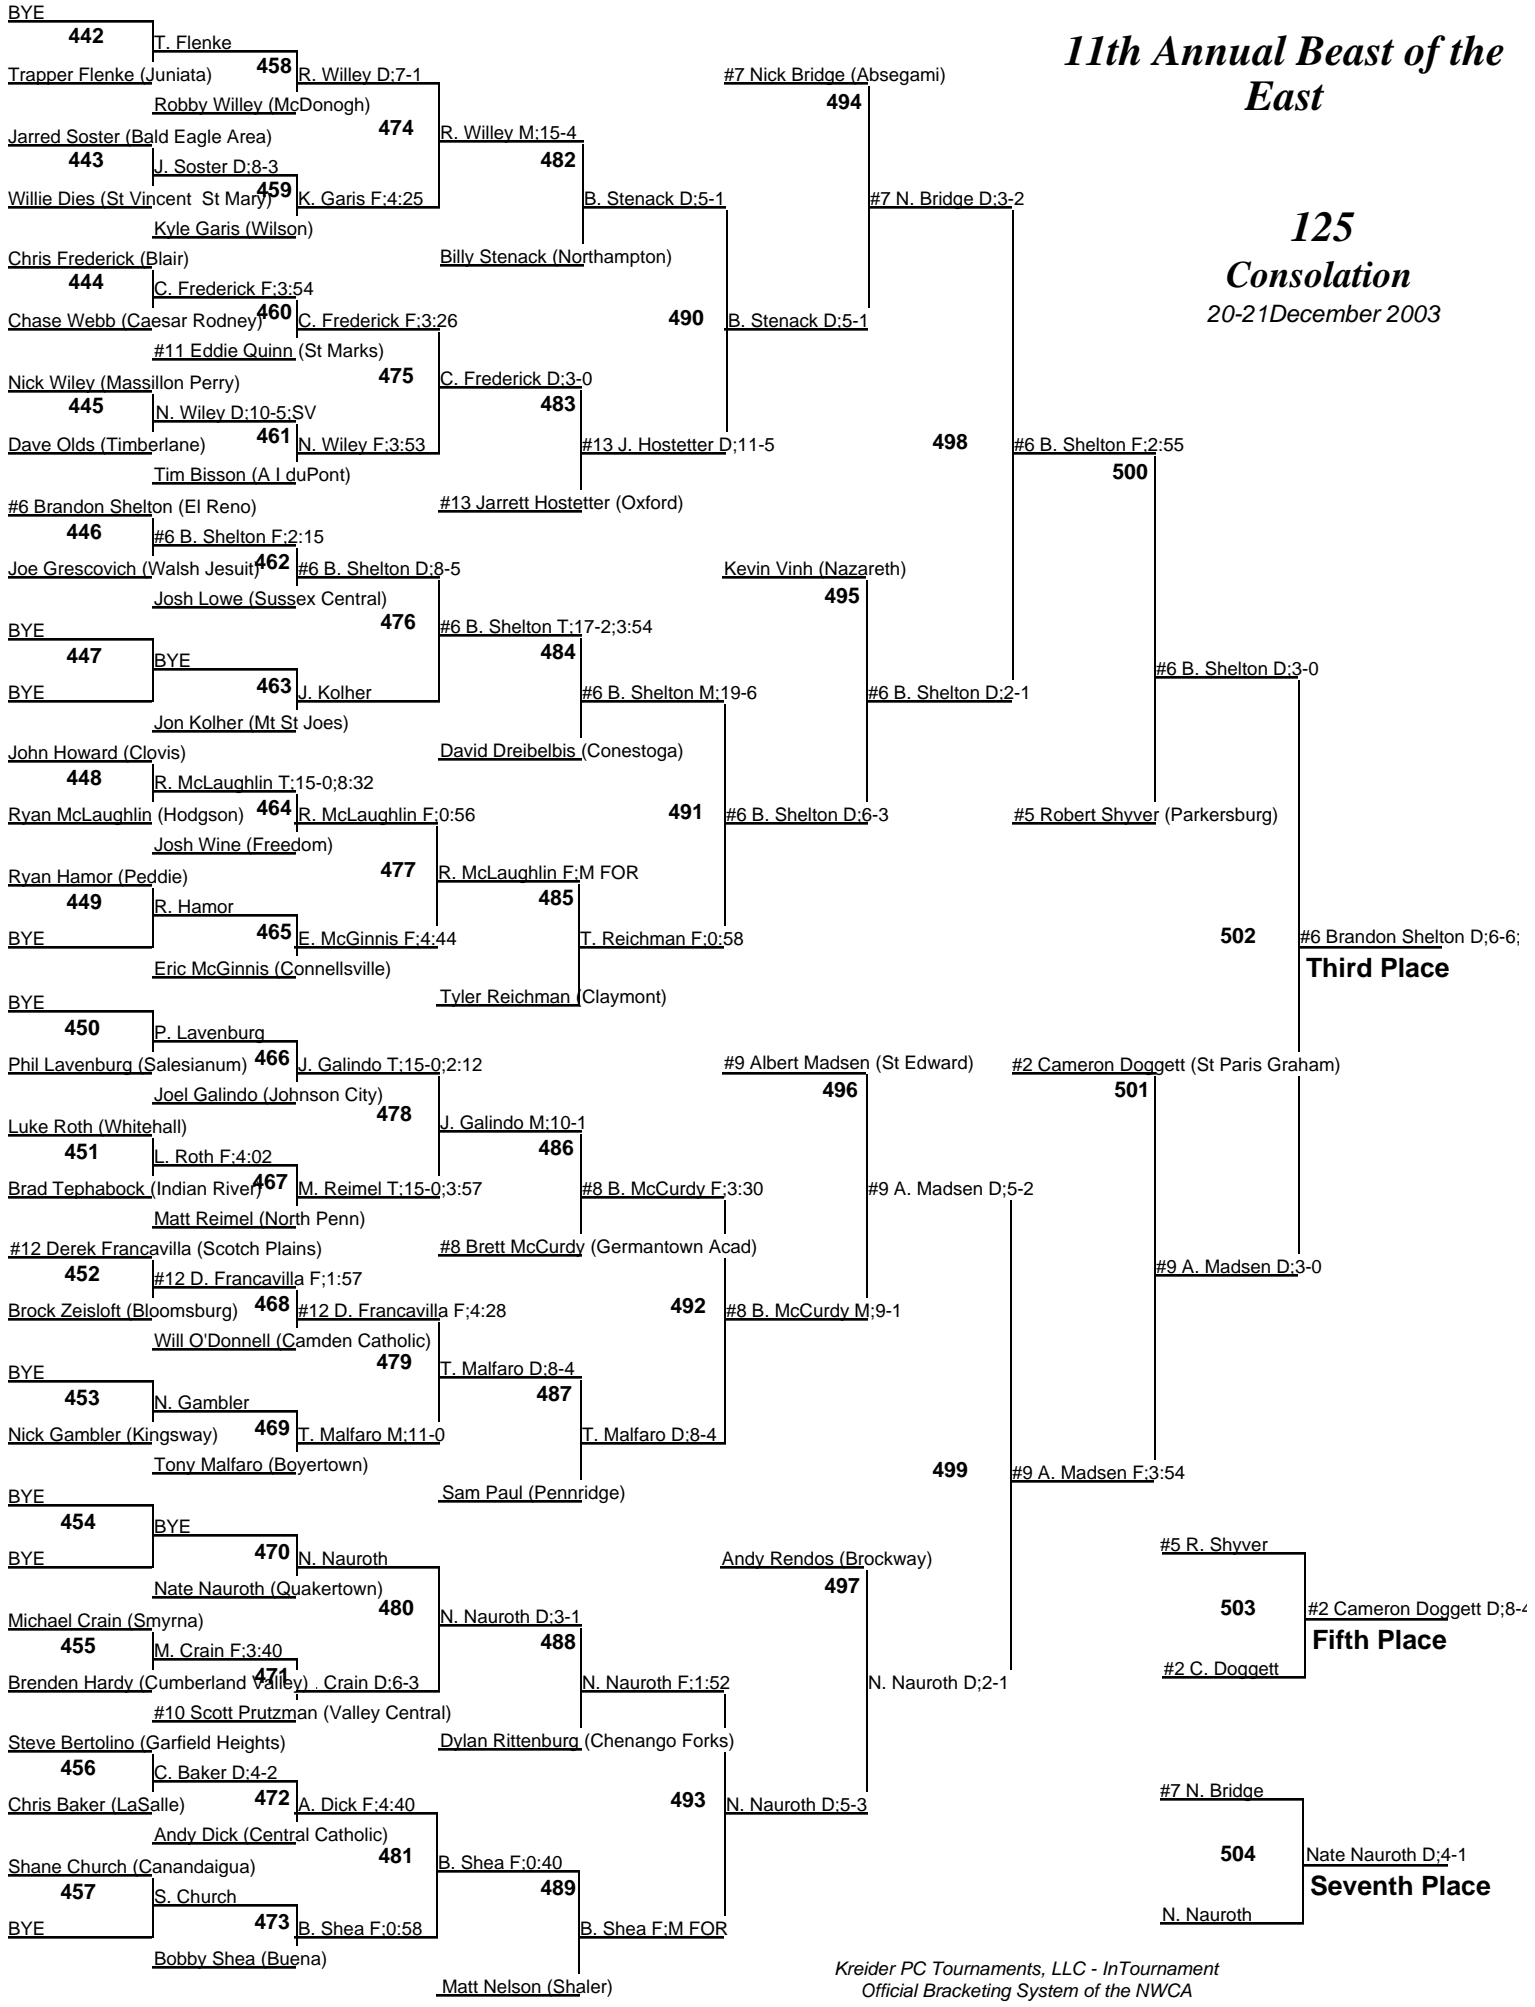 11th Annual Beast of the
East
125
Consolation
20-21December 2003
BYE
442
T. Flenke
Trapper Flenke (Juniata)
458
R. Willey D;7-1
Robby Willey (McDonogh)
474
R. Willey M;15-4
Jarred Soster (Bald Eagle Area)
443
J. Soster D;8-3
Willie Dies (St Vincent  St Mary)
459
K. Garis F;4:25
Kyle Garis (Wilson)
482
B. Stenack D;5-1
Billy Stenack (Northampton)
Chris Frederick (Blair)
444
C. Frederick F;3:54
Chase Webb (Caesar Rodney)
460
C. Frederick F;3:26
#11 Eddie Quinn (St Marks)
475
C. Frederick D;3-0
Nick Wiley (Massillon Perry)
445
N. Wiley D;10-5;SV
Dave Olds (Timberlane)
461
N. Wiley F;3:53
Tim Bisson (A I duPont)
483
#13 J. Hostetter D;11-5
#13 Jarrett Hostetter (Oxford)
490
B. Stenack D;5-1
#7 Nick Bridge (Absegami)
494
#7 N. Bridge D;3-2
#6 Brandon Shelton (El Reno)
446
#6 B. Shelton F;2:15
Joe Grescovich (Walsh Jesuit)
462
#6 B. Shelton D;8-5
Josh Lowe (Sussex Central)
476
#6 B. Shelton T;17-2;3:54
BYE
447
BYE
BYE
463
J. Kolher
Jon Kolher (Mt St Joes)
484
#6 B. Shelton M;19-6
David Dreibelbis (Conestoga)
John Howard (Clovis)
448
R. McLaughlin T;15-0;8:32
Ryan McLaughlin (Hodgson)
464
R. McLaughlin F;0:56
Josh Wine (Freedom)
477
R. McLaughlin F;M FOR
Ryan Hamor (Peddie)
449
R. Hamor
BYE
465
E. McGinnis F;4:44
Eric McGinnis (Connellsville)
485
T. Reichman F;0:58
Tyler Reichman (Claymont)
491
#6 B. Shelton D;6-3
Kevin Vinh (Nazareth)
495
#6 B. Shelton D;2-1
498
#6 B. Shelton F;2:55
500
#6 B. Shelton D;3-0
#5 Robert Shyver (Parkersburg)
BYE
450
P. Lavenburg
Phil Lavenburg (Salesianum)
466
J. Galindo T;15-0;2:12
Joel Galindo (Johnson City)
478
J. Galindo M;10-1
Luke Roth (Whitehall)
451
L. Roth F;4:02
Brad Tephabock (Indian River)
467
M. Reimel T;15-0;3:57
Matt Reimel (North Penn)
486
#8 B. McCurdy F;3:30
#8 Brett McCurdy (Germantown Acad)
#12 Derek Francavilla (Scotch Plains)
452
#12 D. Francavilla F;1:57
Brock Zeisloft (Bloomsburg)
468
#12 D. Francavilla F;4:28
Will O'Donnell (Camden Catholic)
479
T. Malfaro D;8-4
BYE
453
N. Gambler
Nick Gambler (Kingsway)
469
T. Malfaro M;11-0
Tony Malfaro (Boyertown)
487
T. Malfaro D;8-4
Sam Paul (Pennridge)
492
#8 B. McCurdy M;9-1
#9 Albert Madsen (St Edward)
496
#9 A. Madsen D;5-2
BYE
454
BYE
BYE
470
N. Nauroth
Nate Nauroth (Quakertown)
480
N. Nauroth D;3-1
Michael Crain (Smyrna)
455
M. Crain F;3:40
Brenden Hardy (Cumberland Valley)
471
. Crain D;6-3
#10 Scott Prutzman (Valley Central)
488
N. Nauroth F;1:52
Dylan Rittenburg (Chenango Forks)
Steve Bertolino (Garfield Heights)
456
C. Baker D;4-2
Chris Baker (LaSalle)
472
A. Dick F;4:40
Andy Dick (Central Catholic)
481
B. Shea F;0:40
Shane Church (Canandaigua)
457
S. Church
BYE
473
B. Shea F;0:58
Bobby Shea (Buena)
489
B. Shea F;M FOR
Matt Nelson (Shaler)
493
N. Nauroth D;5-3
Andy Rendos (Brockway)
497
N. Nauroth D;2-1
499
#9 A. Madsen F;3:54
#2 Cameron Doggett (St Paris Graham)
501
#9 A. Madsen D;3-0
502
#6 Brandon Shelton D;6-6;
Third Place
#5 R. Shyver
503
#2 Cameron Doggett D;8-4
Fifth Place
#2 C. Doggett
#7 N. Bridge
504
Nate Nauroth D;4-1
Seventh Place
N. Nauroth
Kreider PC Tournaments, LLC - InTournament
Official Bracketing System of the NWCA